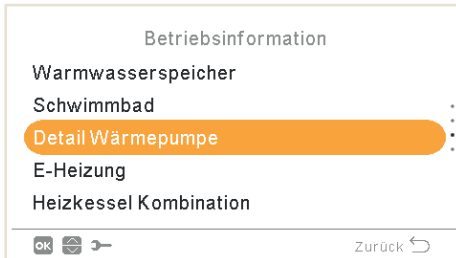 Betriebsinformation
Warmwasserspeicher
Schwimmbad
Detail Wärmepumpe
E-Heizung
Heizkessel Kombination
OK Zurück